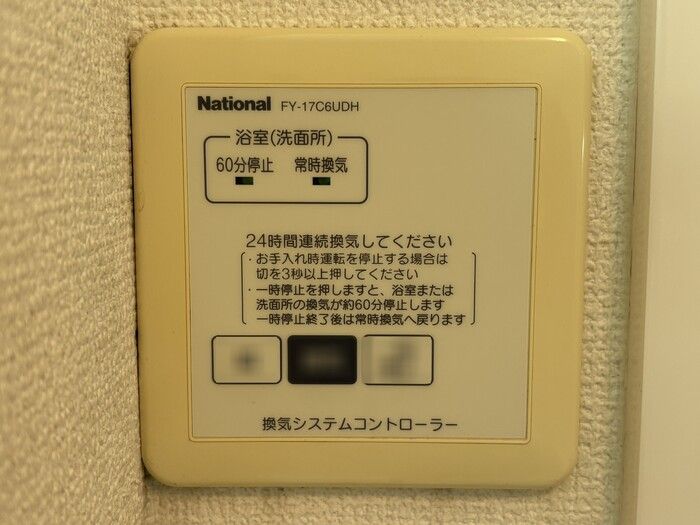 National FY-17C6UDH
浴室(洗面所)
60分停止 常時換気
24時間連続換気してください
・お手入れ時運転を停止する場合は
切を3秒以上押してください
・一時停止を押しますと、浴室または
洗面所の換気が約60分停止します
一時停止終了後は常時換気へ戻ります
換気システムコントローラー